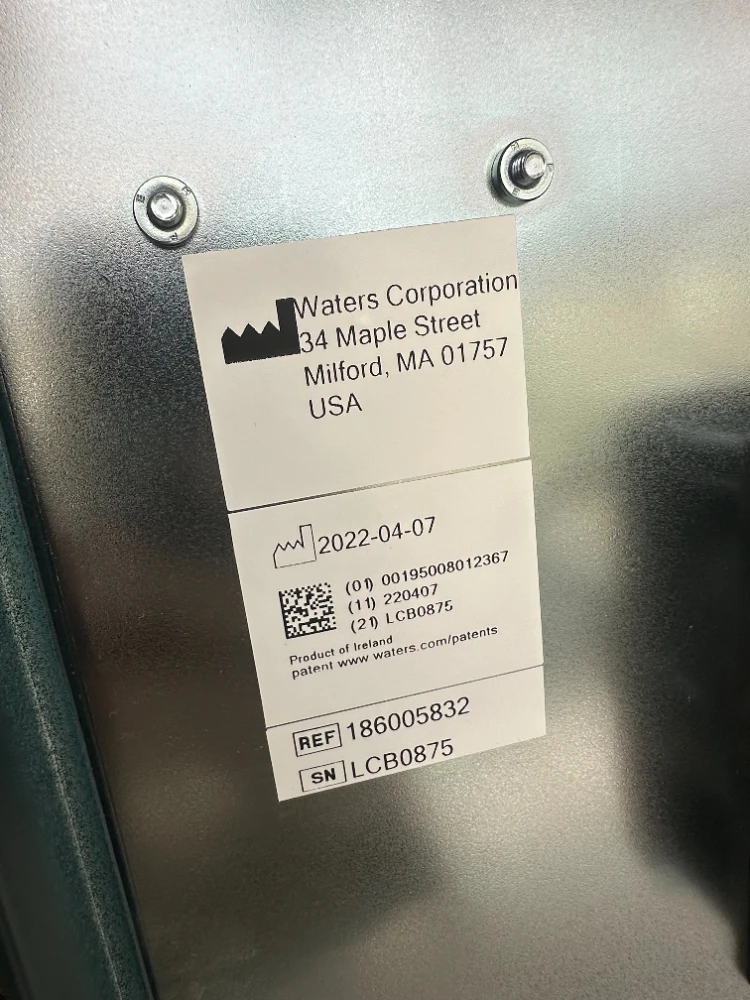 Waters Corporation
34 Maple Street
Milford, MA 01757
USA
2022-04-07
(01) 00195008012367
(11) 220407
(21) LCB0875
Product of Ireland
patent www waters.com/patents
REF 186005832
SN LCB0875